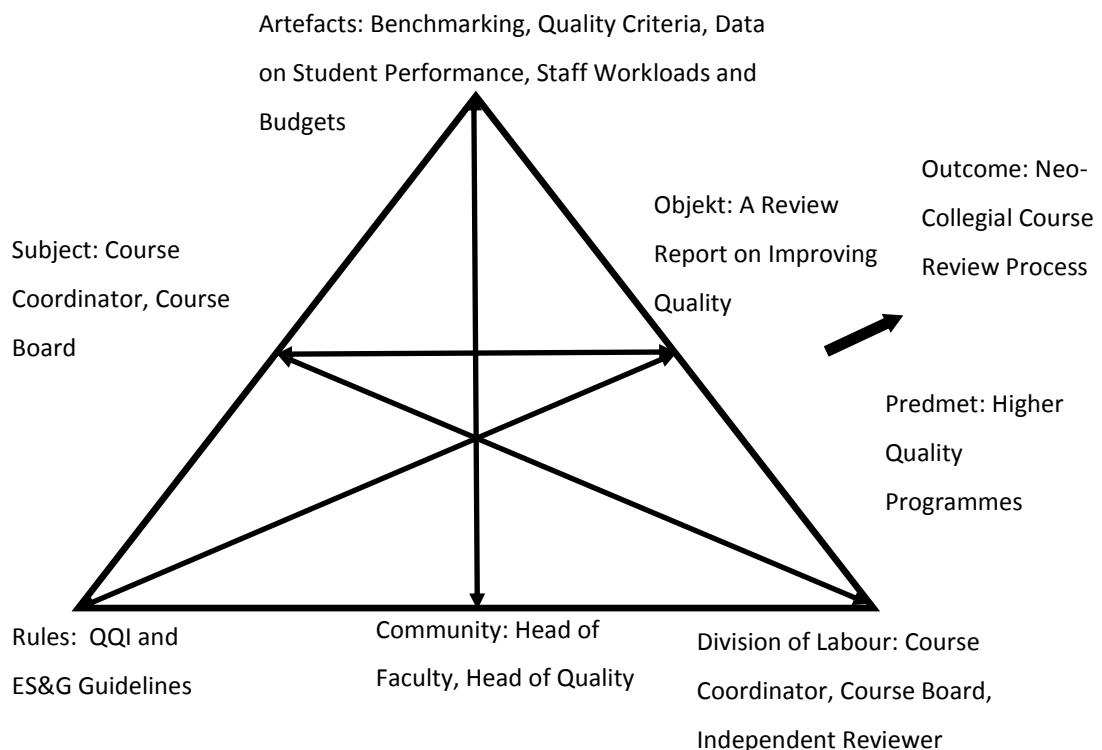 Artefacts: Benchmarking, Quality Criteria, Data
on Student Performance, Staff Workloads and
Budgets
Subject: Course
Coordinator, Course
Board
Objekt: A Review
Report on Improving
Quality
Outcome: Neo-
Collegial Course
Review Process
Predmet: Higher
Quality
Programmes
Rules: QQI and
ES&G Guidelines
Community: Head of
Faculty, Head of Quality
Division of Labour: Course
Coordinator, Course Board,
Independent Reviewer